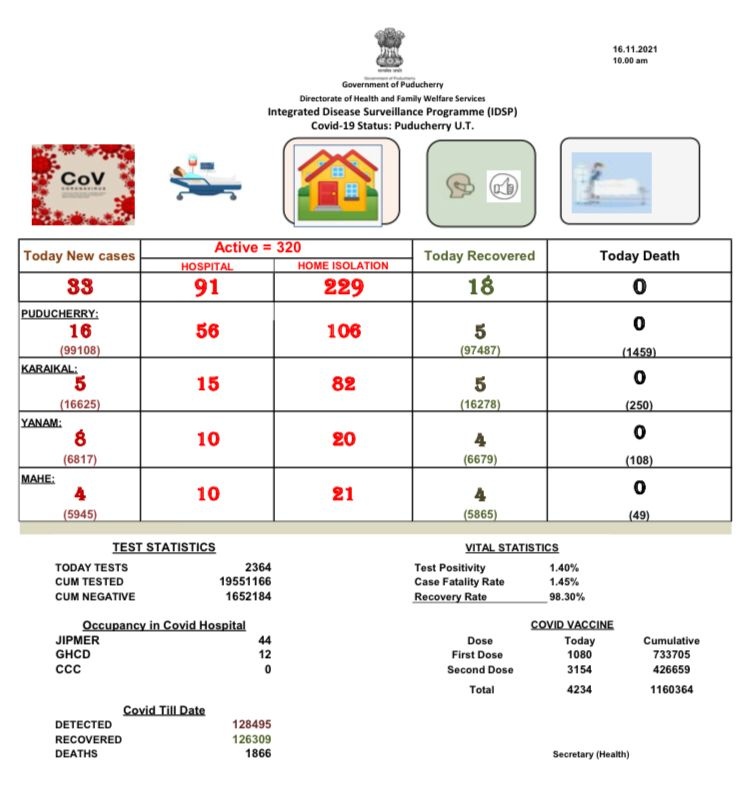 16.11.2021
10.00 am
सत्यमेव जयते
Government of Puducherry
Government of Puducherry
Directorate of Health and Family Welfare Services
Integrated Disease Surveillance Programme (IDSP)
Covid-19 Status: Puducherry U.T.
CoV
CORONAVIRUS
Today New cases Active = 320 Today Recovered Today Death
HOSPITAL HOME ISOLATION
33 91 229 18 0
PUDUCHERRY:
16 56 106 5 0
(99108) (97487) (1459)
KARAIKAL:
5 15 82 5 0
(16625) (16278) (250)
YANAM:
8 10 20 4 0
(6817) (6679) (108)
MAHE:
4 10 21 4 0
(5945) (5865) (49)
TEST STATISTICS
TODAY TESTS 2364
CUM TESTED 19551166
CUM NEGATIVE 1652184
VITAL STATISTICS
Test Positivity 1.40%
Case Fatality Rate 1.45%
Recovery Rate 98.30%
Occupancy in Covid Hospital
JIPMER 44
GHCD 12
CCC 0
COVID VACCINE
Dose Today Cumulative
First Dose 1080 733705
Second Dose 3154 426659
Total 4234 1160364
Covid Till Date
DETECTED 128495
RECOVERED 126309
DEATHS 1866
Secretary (Health)